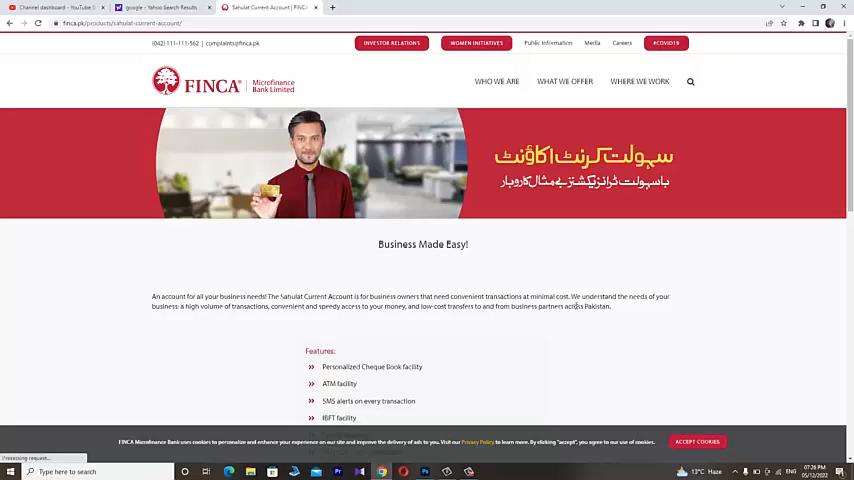 Channel dashboard - YouTube S
google - Yahoo Search Results
Sahulat Current Account | FINCA
finca.pk/products/sahulat-current-account/
(042) 111-111-562 | complaints@finca.pk
INVESTOR RELATIONS
WOMEN INITIATIVES
Public Information
Media
Careers
#COVID19
FINCA Microfinance
Bank Limited
WHO WE ARE
WHAT WE OFFER
WHERE WE WORK
سہولت کرنٹ اکاؤنٹ
باسہولت ٹرانزیکشنز بے مثال کاروبار
Business Made Easy!
An account for all your business needs! The Sahulat Current Account is for business owners that need convenient transactions at minimal cost. We understand the needs of your
business: a high volume of transactions, convenient and speedy access to your money, and low-cost transfers to and from business partners across Pakistan.
Features:
Personalized Cheque Book facility
ATM facility
SMS alerts on every transaction
IBFT facility
FINCA Microfinance Bank uses cookies to personalize and enhance your experience on our site and improve the delivery of ads to you. Visit our Privacy Policy to learn more. By clicking "accept", you agree to our use of cookies.
ACCEPT COOKIES
Processing request...
Type here to search
13°C Haze
ENG
07:26 PM
05/12/2022